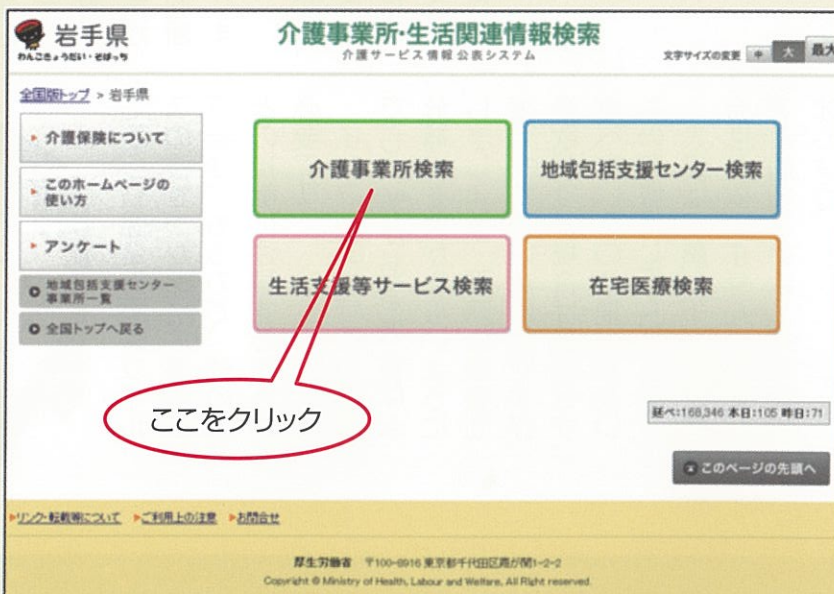 岩手県
わんこきょうだい・そばっち
介護事業所・生活関連情報検索
介護サービス情報公表システム
文字サイズの変更 中 大 最大
全国版トップ > 岩手県
介護保険について
このホームページの
使い方
アンケート
地域包括支援センター
事業所一覧
全国トップへ戻る
介護事業所検索
地域包括支援センター検索
生活支援等サービス検索
在宅医療検索
ここをクリック
延べ:168,346 本日:105 昨日:71
このページの先頭へ
リンク・転載等について ご利用上の注意 お問合せ
厚生労働省 〒100-8916 東京都千代田区霞が関1-2-2
Copyright © Ministry of Health, Labour and Welfare, All Right reserved.